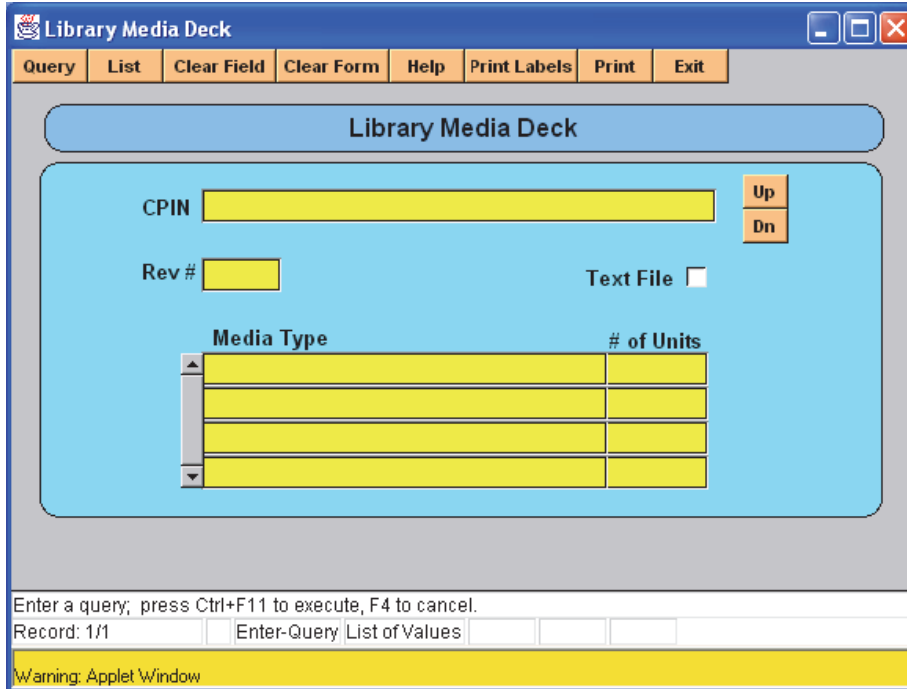 Library Media Deck
Query List Clear Field Clear Form Help Print Labels Print Exit
Library Media Deck
CPIN
Up
Dn
Rev #
Text File
Media Type # of Units
Enter a query; press Ctrl+F11 to execute, F4 to cancel.
Record: 1/1 Enter-Query List of Values
Warning: Applet Window